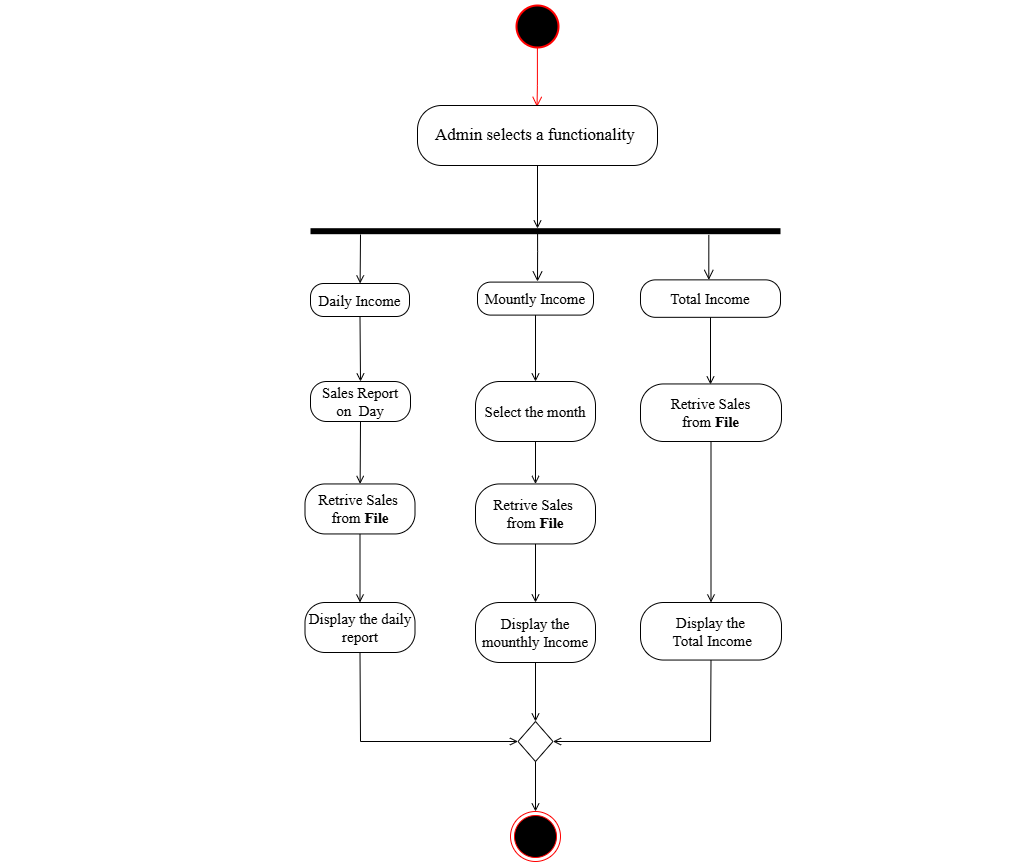 Admin selects a functionality
Daily Income
Mountly Income
Total Income
Sales Report
on Day
Select the month
Retrive Sales
from File
Retrive Sales
from File
Retrive Sales
from File
Display the daily
report
Display the
mounthly Income
Display the
Total Income